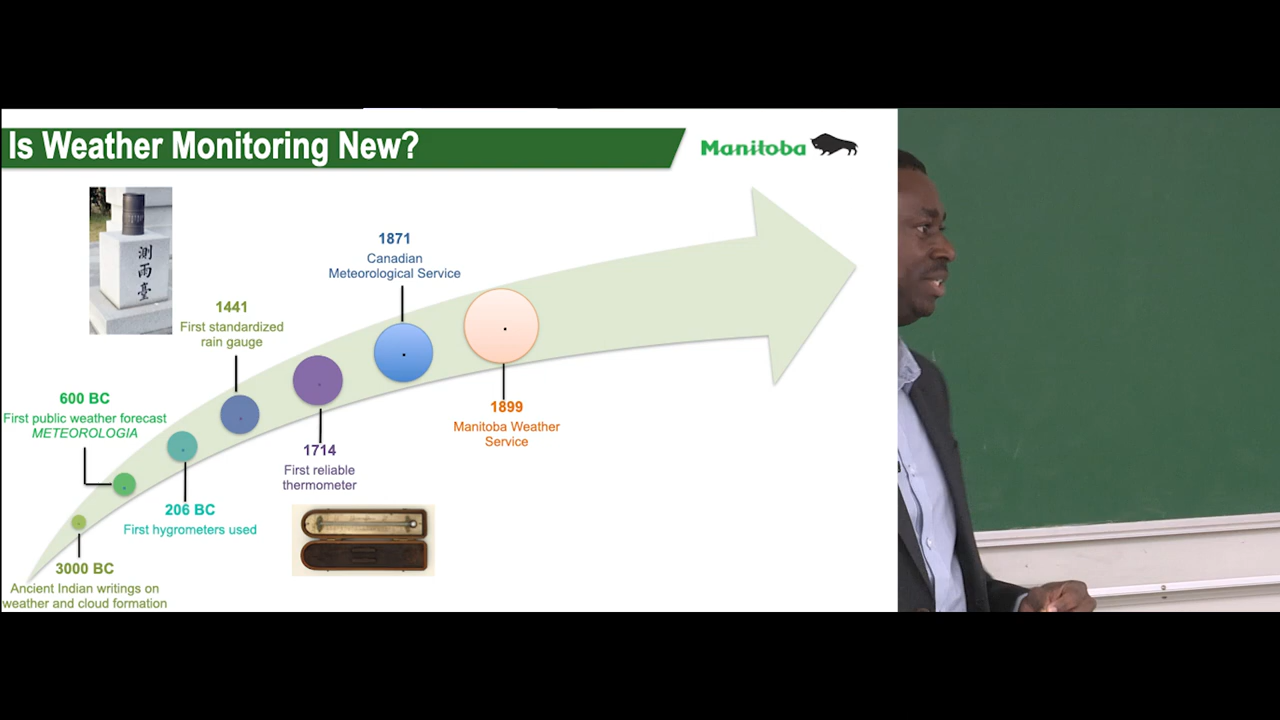 Is Weather Monitoring New?
Manitoba
測
雨
臺
1871
Canadian
Meteorological Service
1441
First standardized
rain gauge
600 BC
First public weather forecast
METEOROLOGIA
1899
Manitoba Weather
Service
1714
First reliable
thermometer
206 BC
First hygrometers used
3000 BC
Ancient Indian writings on
weather and cloud formation